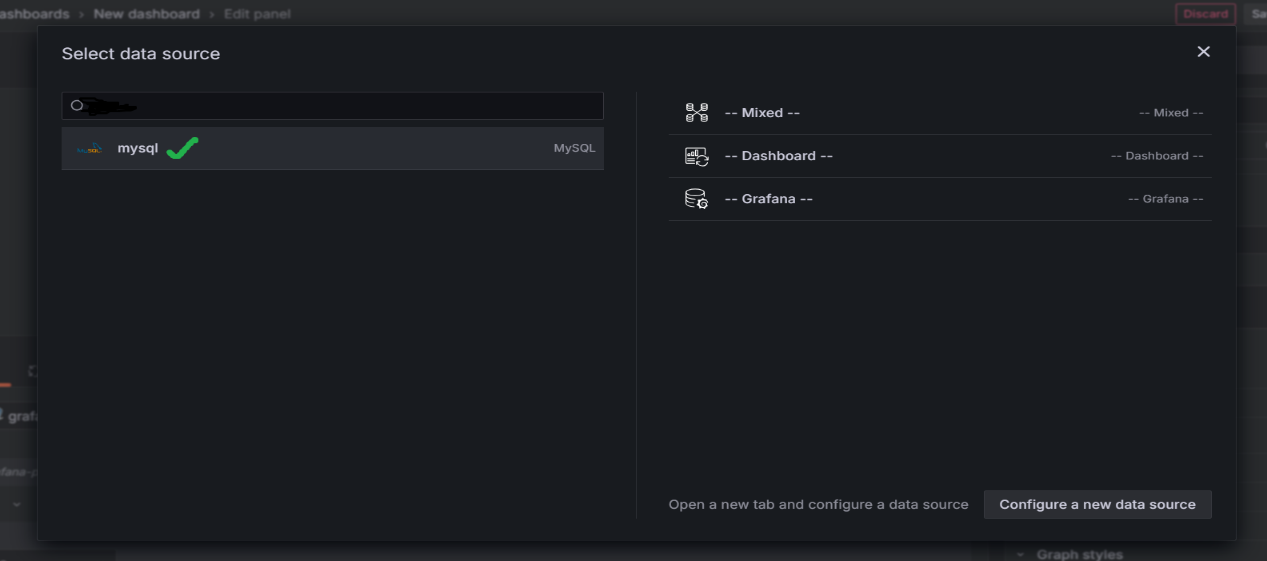 ashboards > New dashboard > Edit panel
Discard
Sa
Select data source
mysql MySQL
-- Mixed -- -- Mixed --
-- Dashboard -- -- Dashboard --
-- Grafana -- -- Grafana --
Open a new tab and configure a data source Configure a new data source
grafa
fana-p
Graph styles